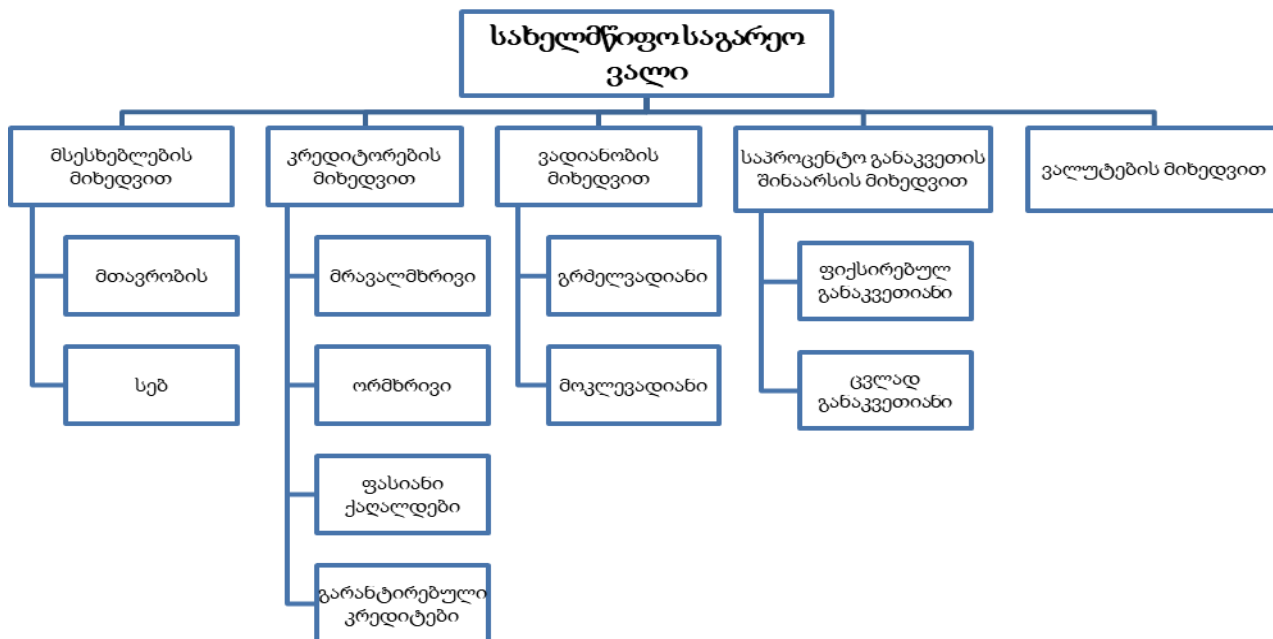 სახელმწიფო საგარეო
ვალი
მსესხებლების
მიხედვით
მთავრობის
სებ
კრედიტორების
მიხედვით
მრავალმხრივი
ორმხრივი
ფასიანი
ქაღალდები
გარანტირებული
კრედიტები
ვადიანობის
მიხედვით
გრძელვადიანი
მოკლევადიანი
საპროცენტო განაკვეთის
შინაარსის მიხედვით
ფიქსირებულ
განაკვეთიანი
ცვლად
განაკვეთიანი
ვალუტების მიხედვით